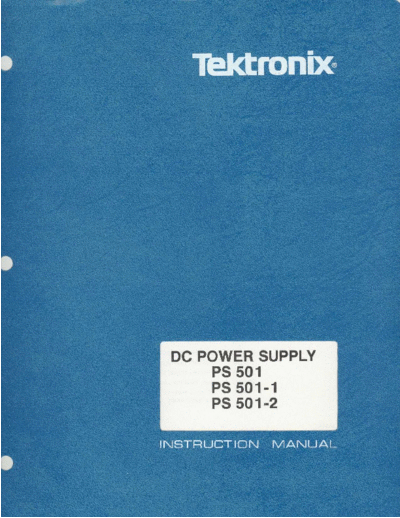 Tektronix®
DC POWER SUPPLY
PS 501
PS 501-1
PS 501-2
INSTRUCTION MANUAL